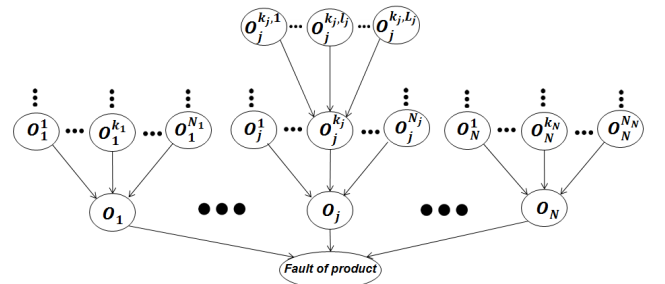 O_j^{k_j,1} ... O_j^{k_j,l_j} ... O_j^{k_j,L_j}
O_1^1 ... O_1^{k_1} ... O_1^{N_1} O_j^1 ... O_j^{k_j} ... O_j^{N_j} O_N^1 ... O_N^{k_N} ... O_N^{N_N}
O_1 ... O_j ... O_N
Fault of product